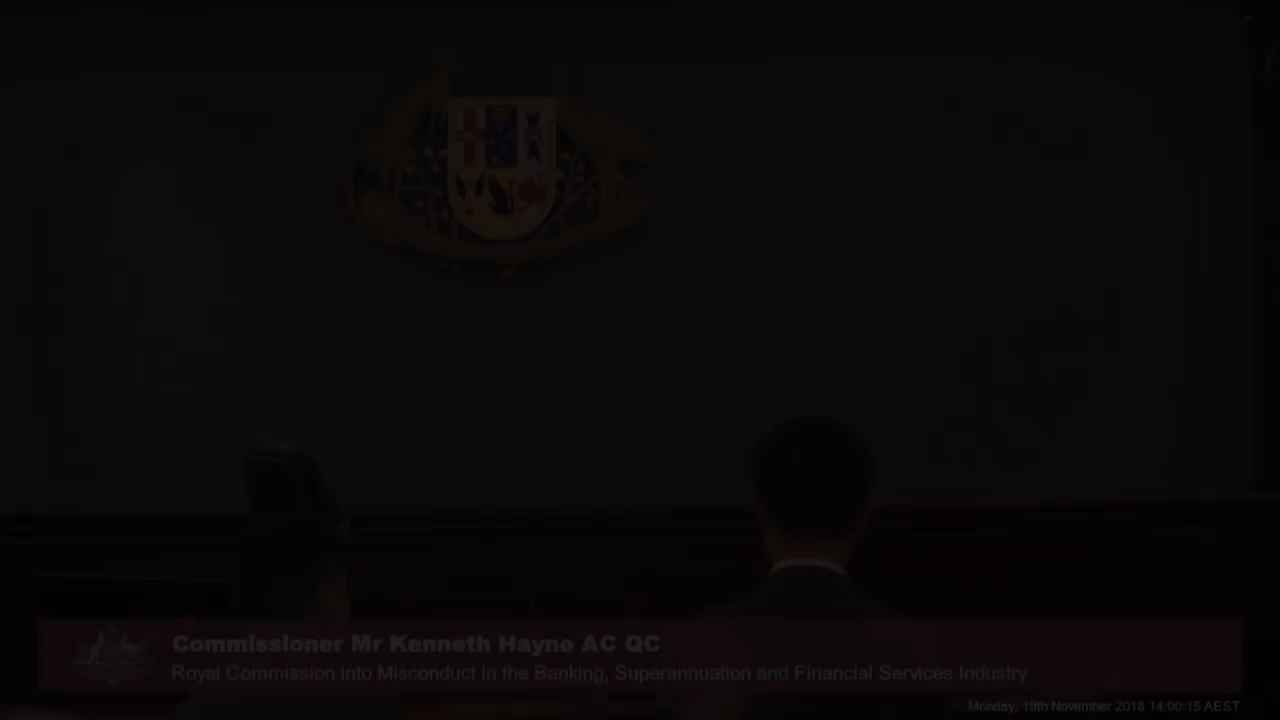 Commissioner Mr Kenneth Hayne AC QC
Royal Commission into Misconduct in the Banking, Superannuation and Financial Services Industry
Monday, 19th November 2018 14:00:15 AEST